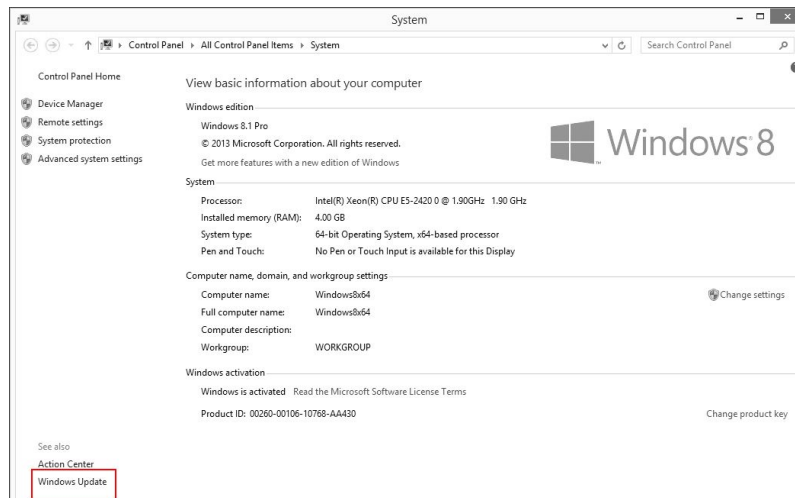 System
Control Panel ▸ All Control Panel Items ▸ System
Search Control Panel
Control Panel Home
Device Manager
Remote settings
System protection
Advanced system settings
View basic information about your computer
Windows edition
Windows 8.1 Pro
© 2013 Microsoft Corporation. All rights reserved.
Get more features with a new edition of Windows
Windows 8
System
Processor: Intel(R) Xeon(R) CPU E5-2420 0 @ 1.90GHz 1.90 GHz
Installed memory (RAM): 4.00 GB
System type: 64-bit Operating System, x64-based processor
Pen and Touch: No Pen or Touch Input is available for this Display
Computer name, domain, and workgroup settings
Computer name: Windows8x64
Change settings
Full computer name: Windows8x64
Computer description:
Workgroup: WORKGROUP
Windows activation
Windows is activated Read the Microsoft Software License Terms
Product ID: 00260-00106-10768-AA430
Change product key
See also
Action Center
Windows Update